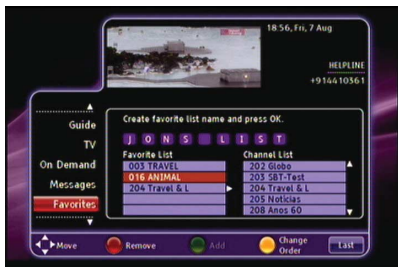 18:56, Fri, 7 Aug
HELPLINE
+914410361
Guide
TV
On Demand
Messages
Favorites
Create favorite list name and press OK.
JONS LIST
Favorite List
003 TRAVEL
016 ANIMAL
204 Travel & L
Channel List
202 Globo
203 SBT-Test
204 Travel & L
205 Noticias
208 Anos 60
Move
Remove
Add
Change
Order
Last